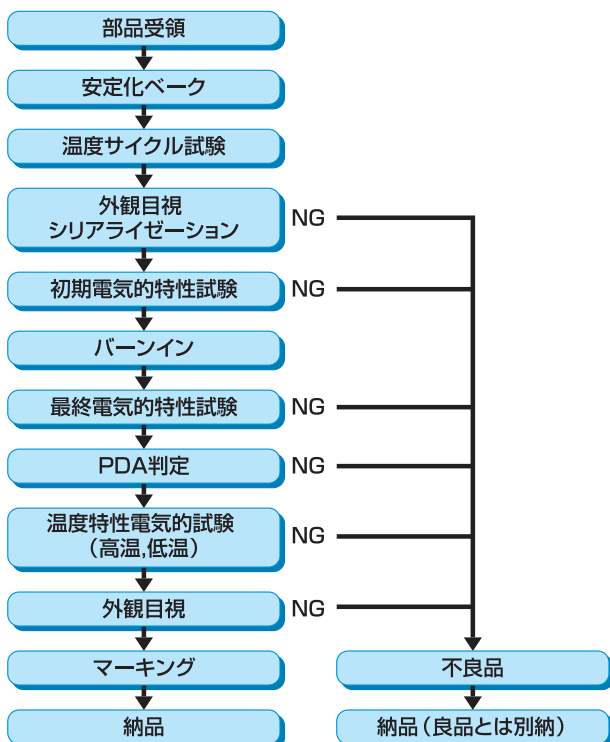 部品受領
安定化ベーク
温度サイクル試験
外観目視
シリアライゼーション
NG
初期電気的特性試験
NG
バーンイン
最終電気的特性試験
NG
PDA判定
NG
温度特性電気的試験
（高温,低温）
NG
外観目視
NG
マーキング
不良品
納品
納品（良品とは別納）